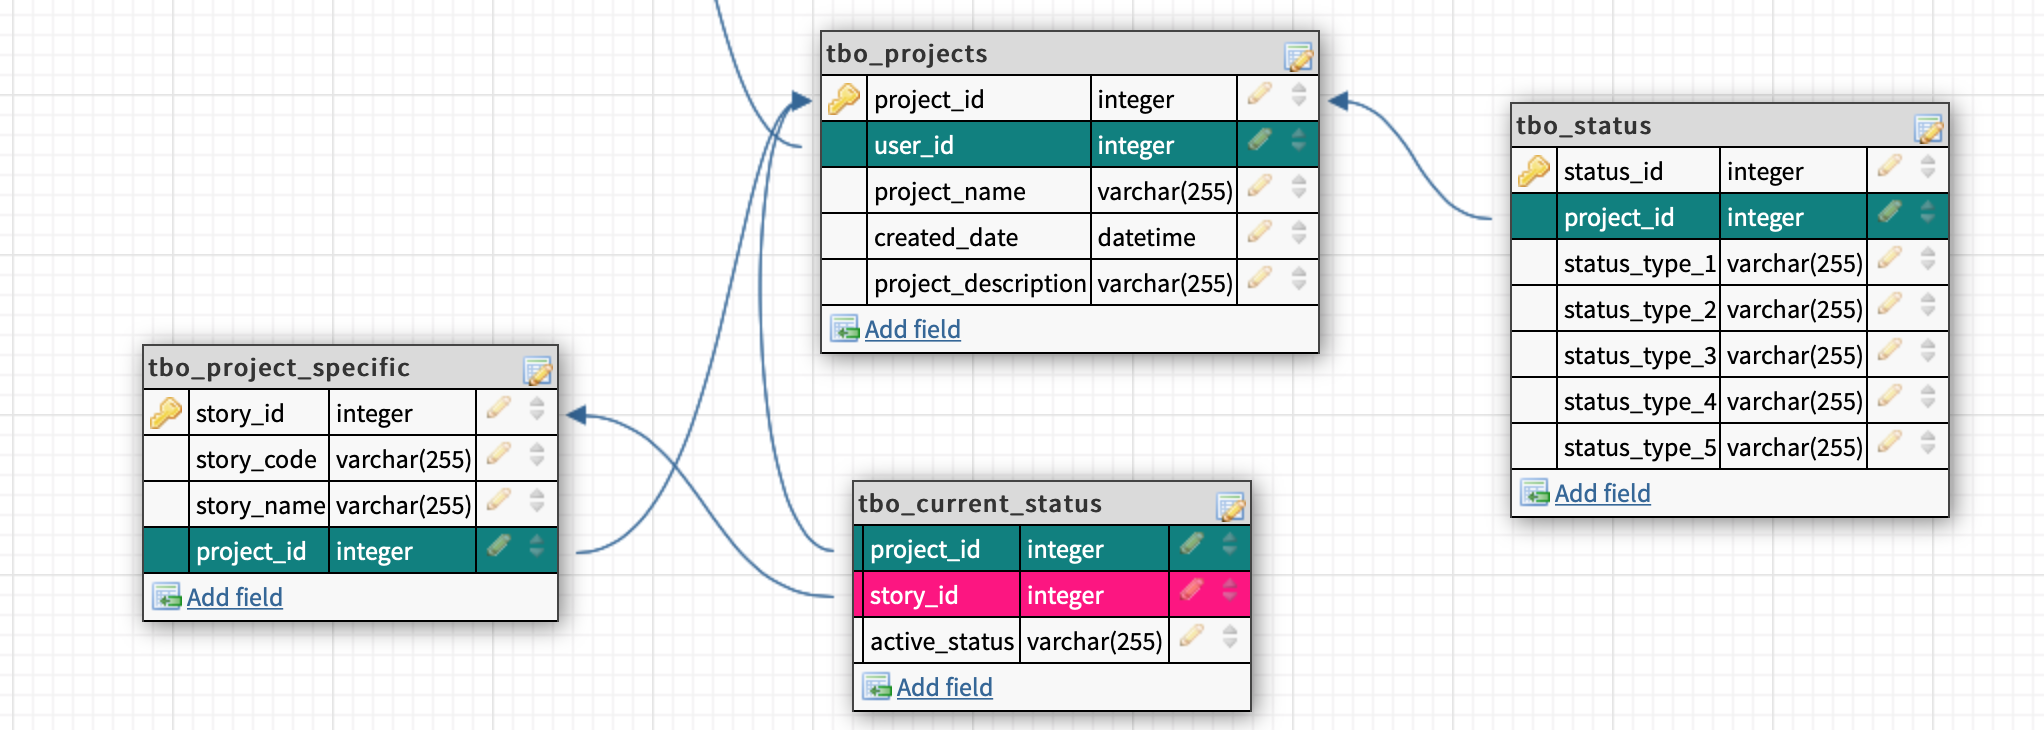 tbo_projects
project_id integer
user_id integer
project_name varchar(255)
created_date datetime
project_description varchar(255)
Add field
tbo_status
status_id integer
project_id integer
status_type_1 varchar(255)
status_type_2 varchar(255)
status_type_3 varchar(255)
status_type_4 varchar(255)
status_type_5 varchar(255)
Add field
tbo_project_specific
story_id integer
story_code varchar(255)
story_name varchar(255)
project_id integer
Add field
tbo_current_status
project_id integer
story_id integer
active_status varchar(255)
Add field